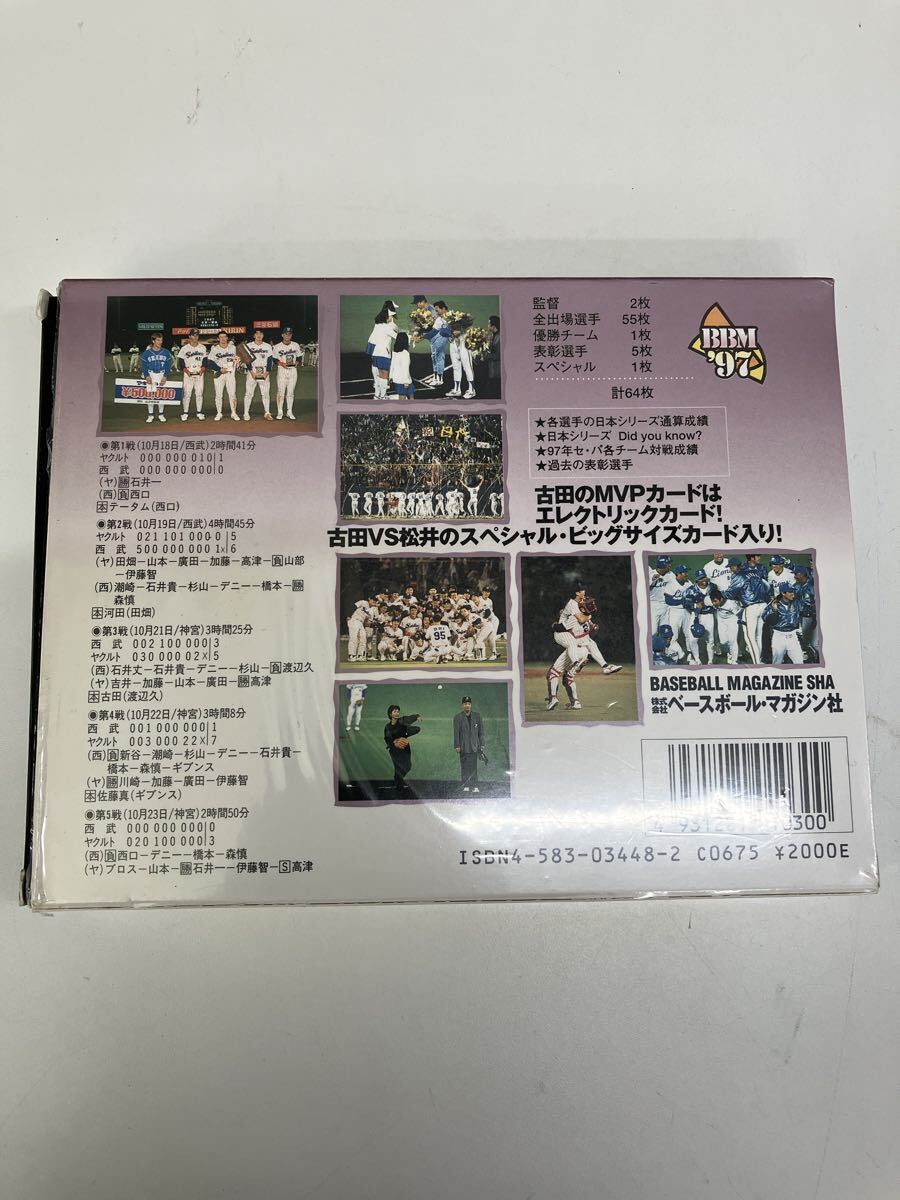 ●第1戦(10月18日/西武)2時間41分
ヤクルト 000 000 010|1
西 武 000 000 000|0
(ヤ)勝石井一
(西)負西口
本テータム(西口)
●第2戦(10月19日/西武)4時間45分
ヤクルト 021 101 000 0|5
西 武 500 000 000 1x|6
(ヤ)田畑－山本－廣田－加藤－高津－負山部
－伊藤智
(西)潮崎－石井貴－杉山－デニー－橋本－勝
森慎
本河田(田畑)
●第3戦(10月21日/神宮)3時間25分
西 武 002 100 000|3
ヤクルト 030 000 02x|5
(西)石井丈－石井貴－デニー－杉山－負渡辺久
(ヤ)吉井－加藤－山本－廣田－勝高津
本古田(渡辺久)
●第4戦(10月22日/神宮)3時間8分
西 武 001 000 000|1
ヤクルト 003 000 22x|7
(西)負新谷－潮崎－杉山－デニー－石井貴－
橋本－森慎－ギブンス
(ヤ)勝川崎－加藤－廣田－伊藤智
本佐藤真(ギブンス)
●第5戦(10月23日/神宮)2時間50分
西 武 000 000 000|0
ヤクルト 020 100 000|3
(西)負西口－デニー－橋本－森慎
(ヤ)ブロス－山本－勝石井一－伊藤智－S高津
¥500,000
KIRIN
95
監督 2枚
全出場選手 55枚
優勝チーム 1枚
表彰選手 5枚
スペシャル 1枚
計64枚
BBM
'97
★各選手の日本シリーズ通算成績
★日本シリーズ Did you know?
★97年セ・パ各チーム対戦成績
★過去の表彰選手
古田のMVPカードは
エレクトリックカード!
古田VS松井のスペシャル・ビッグサイズカード入り!
Lions
BASEBALL MAGAZINE SHA
株式会社ベースボール・マガジン社
ISBN4-583-03448-2 C0675 ¥2000E